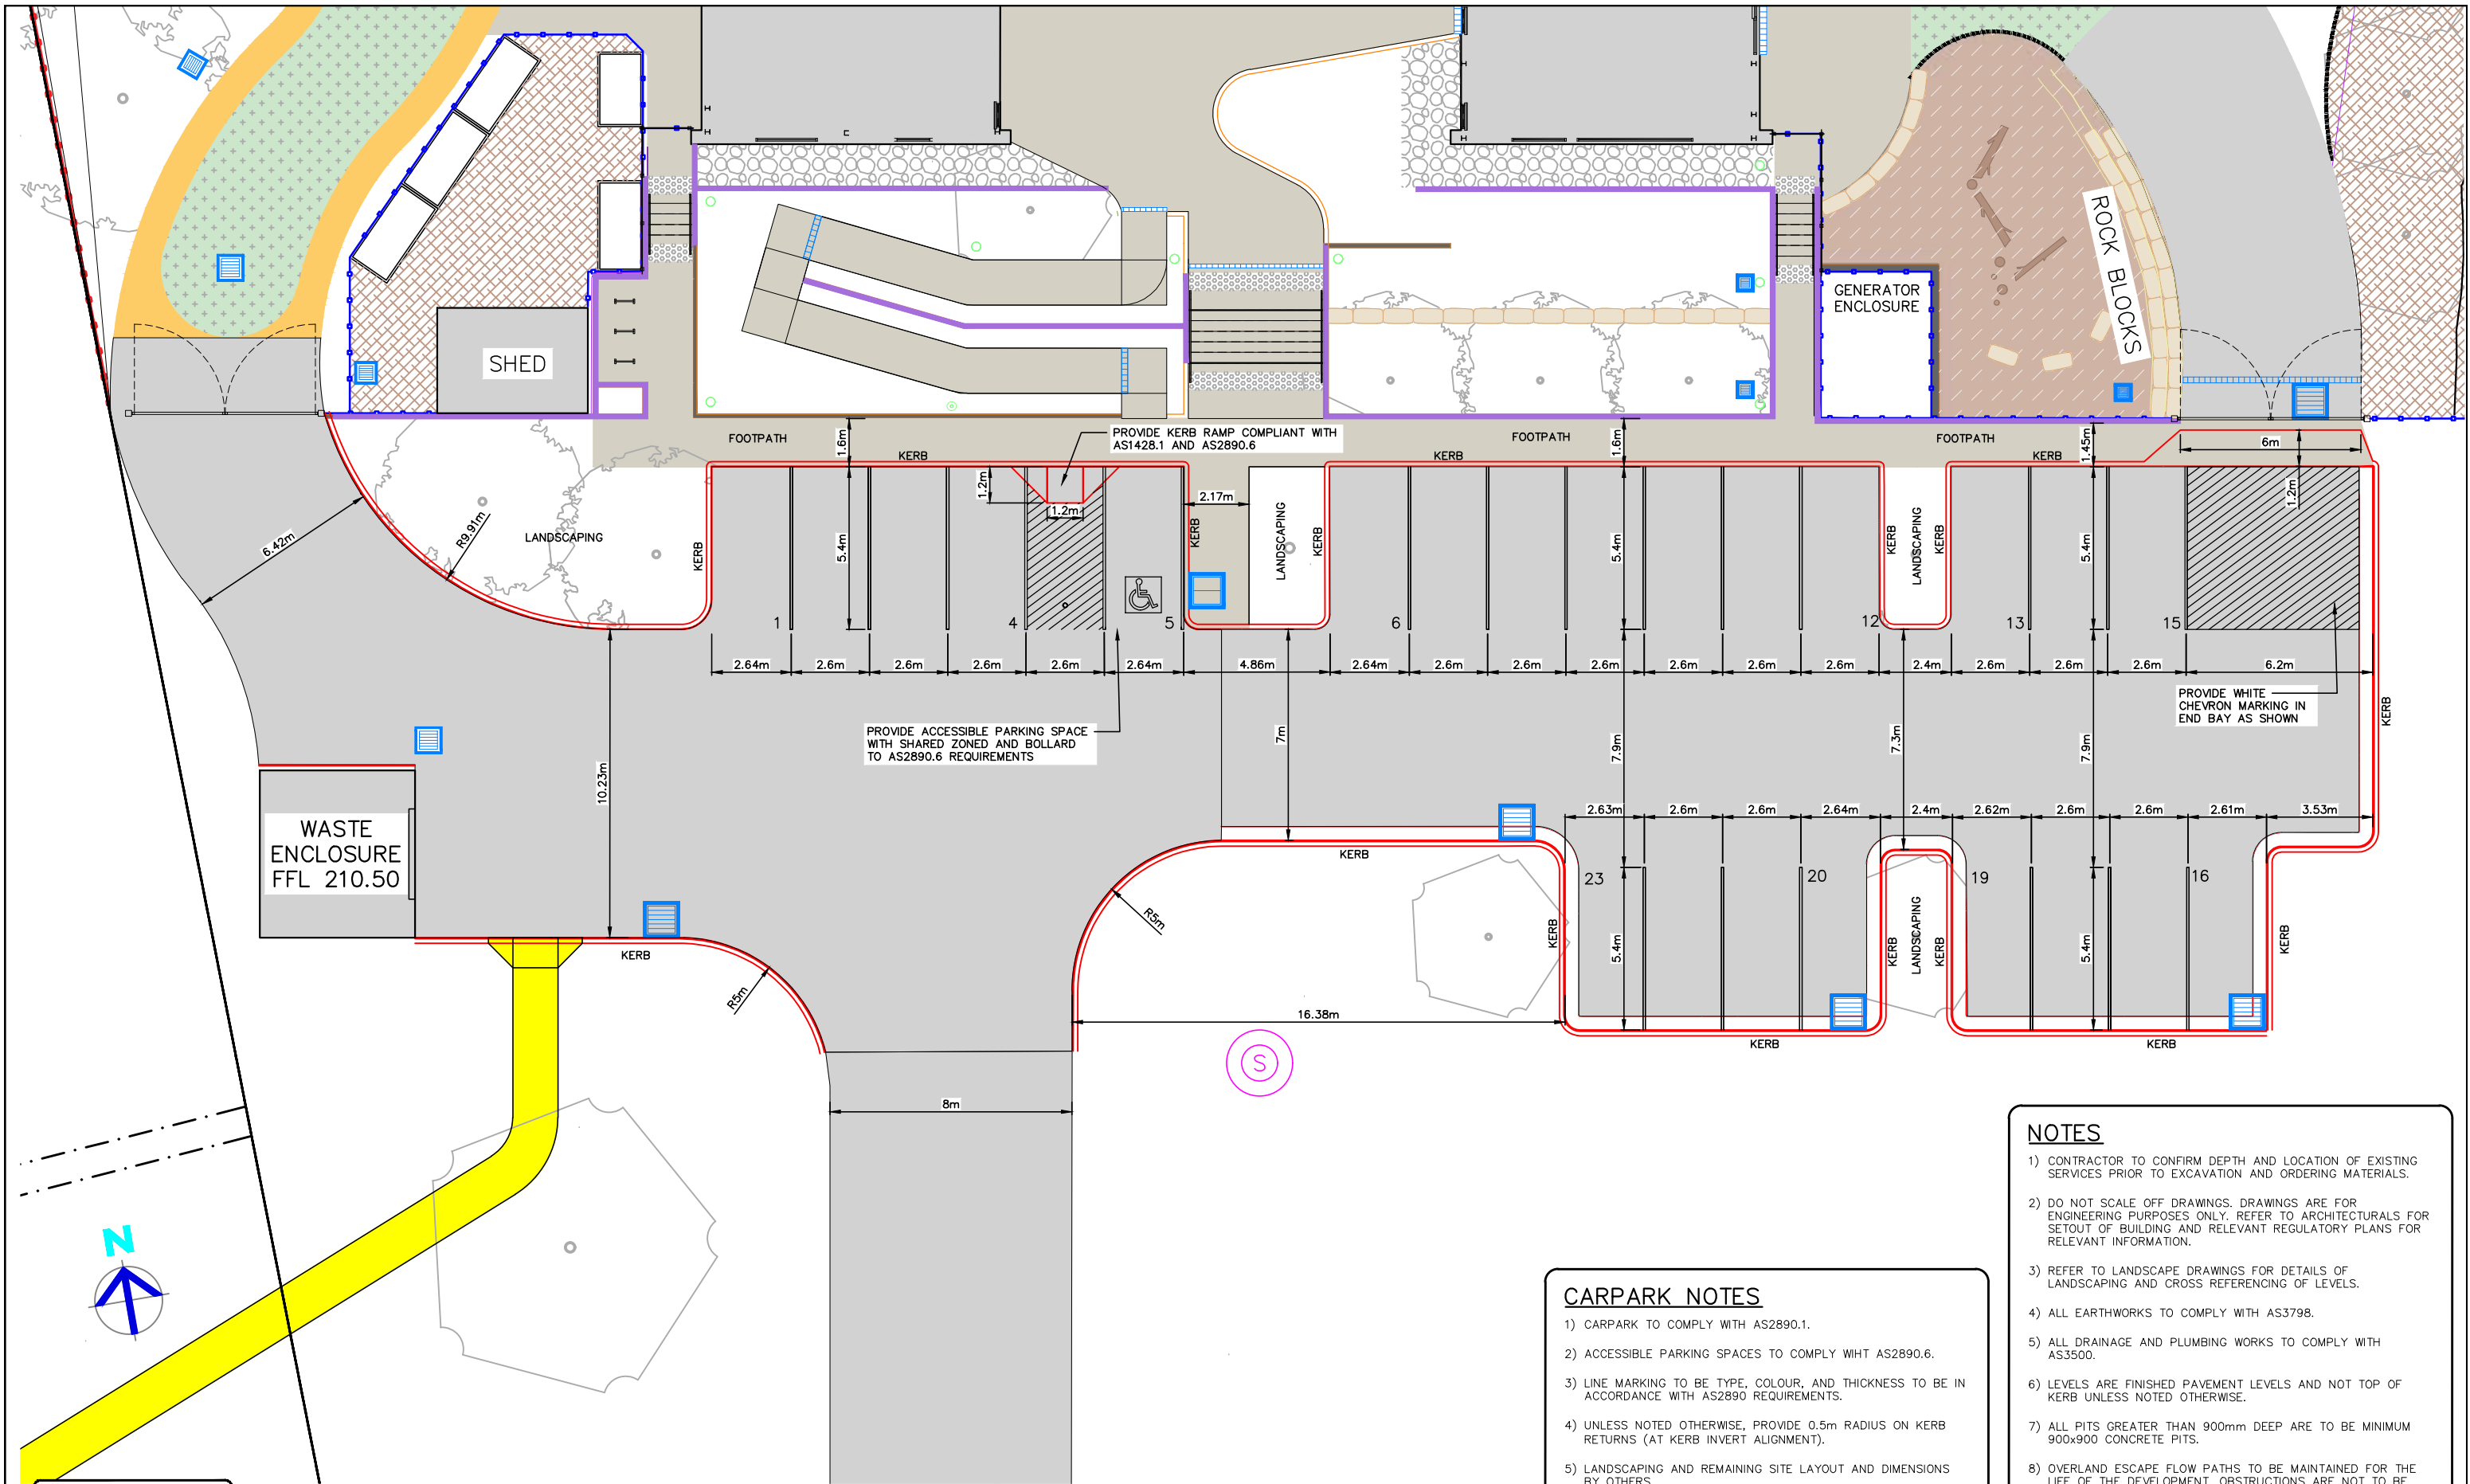 SHED
GENERATOR
ENCLOSURE
ROCK BLOCKS
FOOTPATH
1.6m
PROVIDE KERB RAMP COMPLIANT WITH
AS1428.1 AND AS2890.6
FOOTPATH
1.6m
FOOTPATH
1.45m
6m
KERB
KERB
KERB
1.2m
1.2m
2.17m
1.2m
6.42m
R9.91m
LANDSCAPING
KERB
5.4m
KERB
LANDSCAPING
KERB
5.4m
KERB
LANDSCAPING
KERB
5.4m
1
4
5
6
12
13
15
2.64m
2.6m
2.6m
2.6m
2.6m
2.64m
4.86m
2.64m
2.6m
2.6m
2.6m
2.6m
2.6m
2.6m
2.4m
2.6m
2.6m
2.6m
6.2m
PROVIDE WHITE
CHEVRON MARKING IN
END BAY AS SHOWN
KERB
PROVIDE ACCESSIBLE PARKING SPACE
WITH SHARED ZONED AND BOLLARD
TO AS2890.6 REQUIREMENTS
10.23m
7m
7.9m
7.3m
7.9m
2.63m
2.6m
2.6m
2.64m
2.4m
2.62m
2.6m
2.6m
2.61m
3.53m
WASTE
ENCLOSURE
FFL 210.50
KERB
23
20
19
16
R5m
KERB
5.4m
KERB
LANDSCAPING
KERB
5.4m
KERB
KERB
R5m
16.38m
KERB
KERB
S
8m
N
NOTES
1) CONTRACTOR TO CONFIRM DEPTH AND LOCATION OF EXISTING
SERVICES PRIOR TO EXCAVATION AND ORDERING MATERIALS.
2) DO NOT SCALE OFF DRAWINGS. DRAWINGS ARE FOR
ENGINEERING PURPOSES ONLY. REFER TO ARCHITECTURALS FOR
SETOUT OF BUILDING AND RELEVANT REGULATORY PLANS FOR
RELEVANT INFORMATION.
3) REFER TO LANDSCAPE DRAWINGS FOR DETAILS OF
LANDSCAPING AND CROSS REFERENCING OF LEVELS.
4) ALL EARTHWORKS TO COMPLY WITH AS3798.
5) ALL DRAINAGE AND PLUMBING WORKS TO COMPLY WITH
AS3500.
6) LEVELS ARE FINISHED PAVEMENT LEVELS AND NOT TOP OF
KERB UNLESS NOTED OTHERWISE.
7) ALL PITS GREATER THAN 900mm DEEP ARE TO BE MINIMUM
900x900 CONCRETE PITS.
8) OVERLAND ESCAPE FLOW PATHS TO BE MAINTAINED FOR THE
LIFE OF THE DEVELOPMENT. OBSTRUCTIONS ARE NOT TO BE
CARPARK NOTES
1) CARPARK TO COMPLY WITH AS2890.1.
2) ACCESSIBLE PARKING SPACES TO COMPLY WIHT AS2890.6.
3) LINE MARKING TO BE TYPE, COLOUR, AND THICKNESS TO BE IN
ACCORDANCE WITH AS2890 REQUIREMENTS.
4) UNLESS NOTED OTHERWISE, PROVIDE 0.5m RADIUS ON KERB
RETURNS (AT KERB INVERT ALIGNMENT).
5) LANDSCAPING AND REMAINING SITE LAYOUT AND DIMENSIONS
BY OTHERS